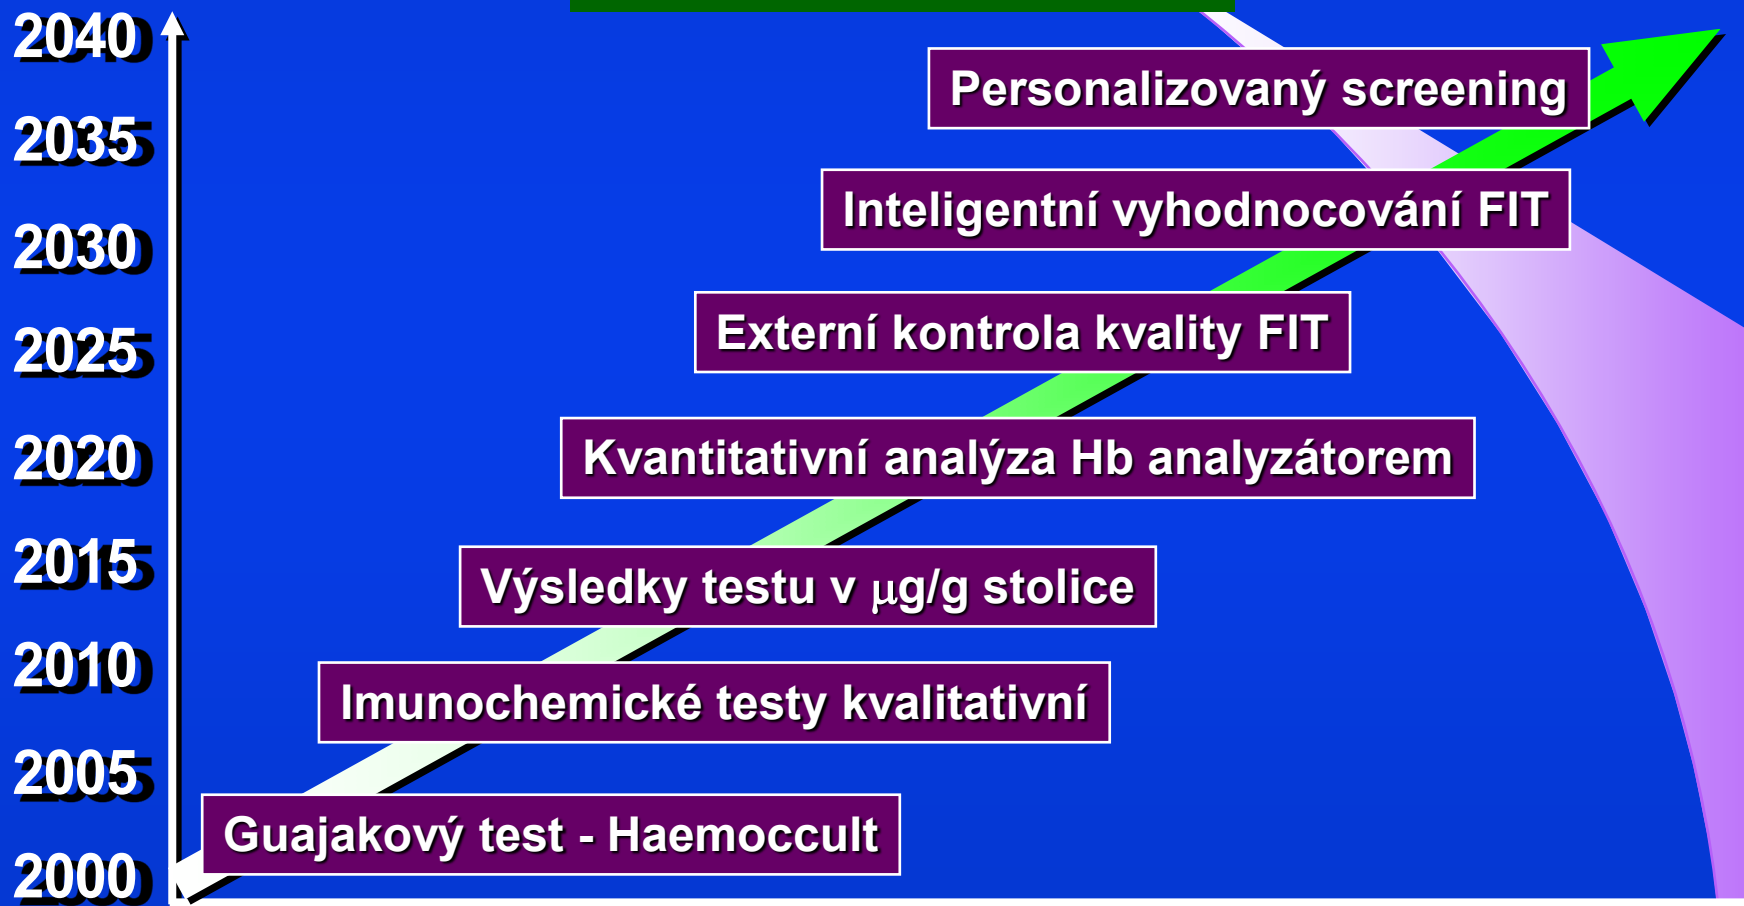 2040
Personalizovaný screening
2035
Inteligentní vyhodnocování FIT
2030
Externí kontrola kvality FIT
2025
Kvantitativní analýza Hb analyzátorem
2020
2015
Výsledky testu v µg/g stolice
2010
Imunochemické testy kvalitativní
2005
Guajakový test - Haemoccult
2000